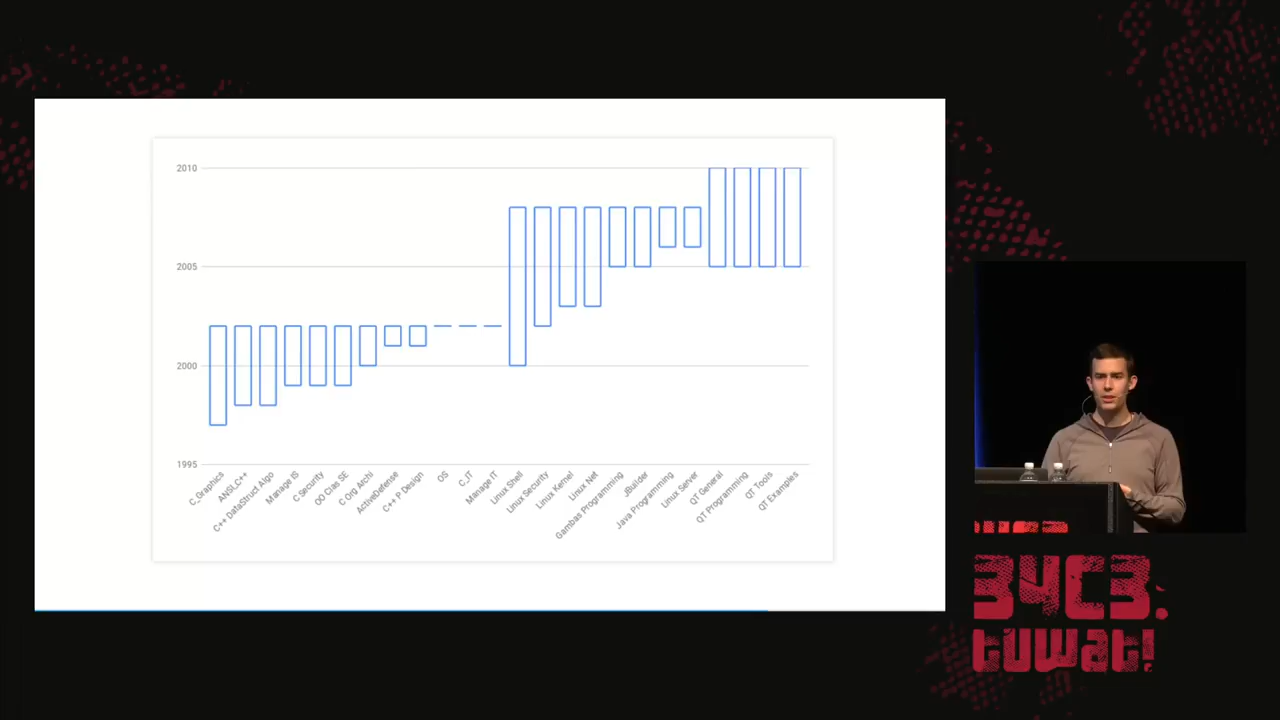 2010
2005
2000
1995
C_Graphics
ANSI_C++
C++ DataStruct Algo
Manage IS
C Security
OO Clas SE
C Org Archi
ActiveDefense
C++ P Design
OS
C_IT
Manage IT
Linux Shell
Linux Security
Linux Kernel
Linux Net
Gambas Programming
JBuilder
Java Programming
Linux Server
QT General
QT Programming
QT Tools
QT Examples
34C3.
tuwat!